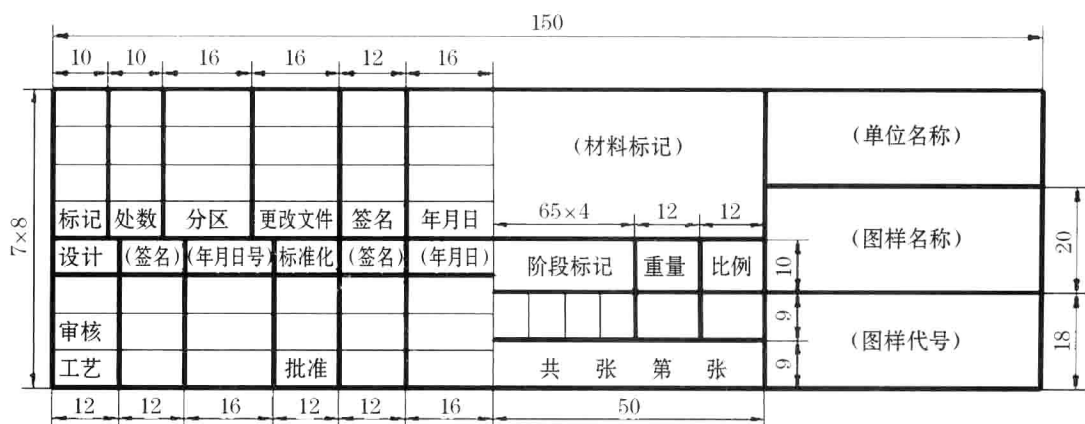 150
10 10 16 16 12 16
(材料标记) (单位名称)
标记 处数 分区 更改文件 签名 年月日 65×4 12 12
7×8
设计 (签名) (年月日号) 标准化 (签名) (年月日) 阶段标记 重量 比例 10 (图样名称) 20
审核 9 (图样代号) 18
工艺 批准 共 张 第 张 9
12 12 16 12 12 16 50